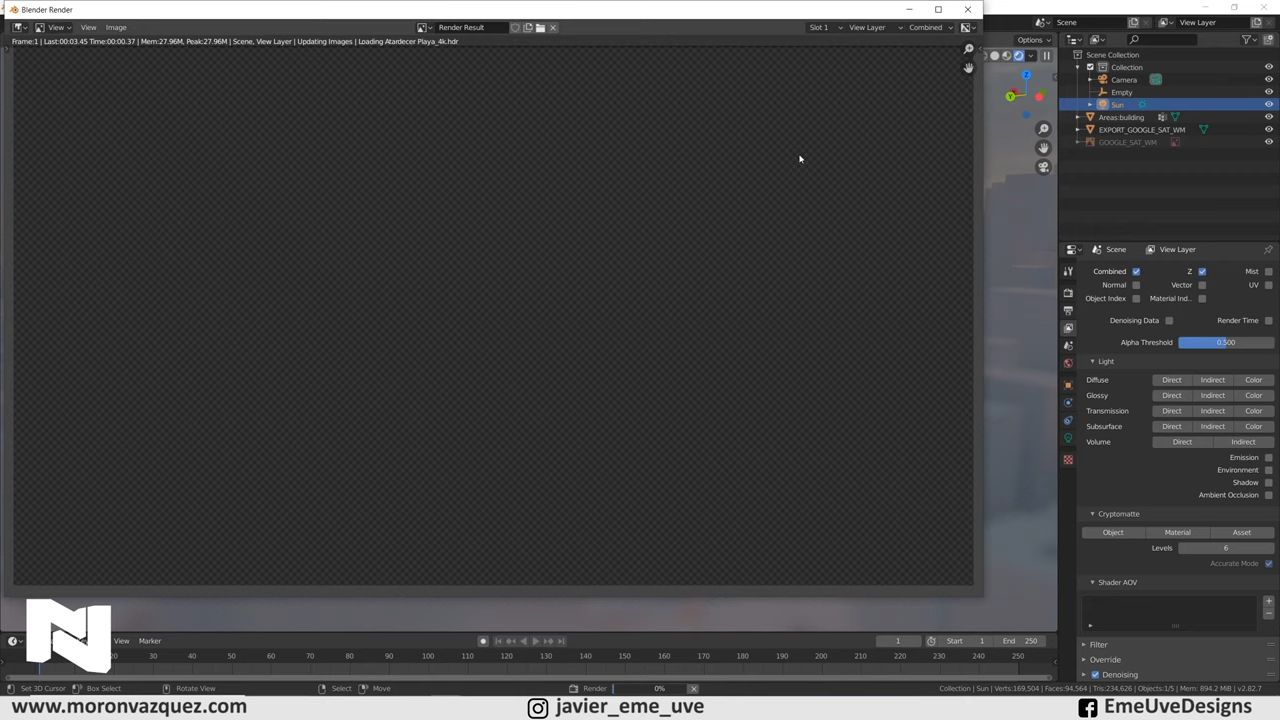 Blender Render
View View Image Render Result Slot 1 View Layer Combined
Frame:1 | Last:00:03.45 Time:00:00.37 | Mem:27.96M, Peak:27.96M | Scene, View Layer | Updating Images | Loading Atardecer Playa_4k.hdr
Scene View Layer
Options
Z
Y
Scene Collection
Collection
Camera
Empty
Sun
Areas:building
EXPORT_GOOGLE_SAT_WM
GOOGLE_SAT_WM
Scene View Layer
Combined Z Mist
Normal Vector UV
Object Index Material Ind..
Denoising Data Render Time
Alpha Threshold 0.500
Light
Diffuse Direct Indirect Color
Glossy Direct Indirect Color
Transmission Direct Indirect Color
Subsurface Direct Indirect Color
Volume Direct Indirect
Emission
Environment
Shadow
Ambient Occlusion
Cryptomatte
Object Material Asset
Levels 6
Accurate Mode
Shader AOV
Filter
Override
Denoising
N
View Marker 1 Start 1 End 250
20 30 40 50 60 70 80 90 100 110 120 130 140 150 160 170 180 190 200 210 220 230 240 250
Set 3D Cursor Box Select Rotate View Select Move Render 0% Collection | Sun | Verts:169,504 | Faces:94,564 | Tris:234,626 | Objects:1/5 | Mem: 894.2 MiB | v2.82.7
www.moronvazquez.com javier_eme_uve EmeUveDesigns